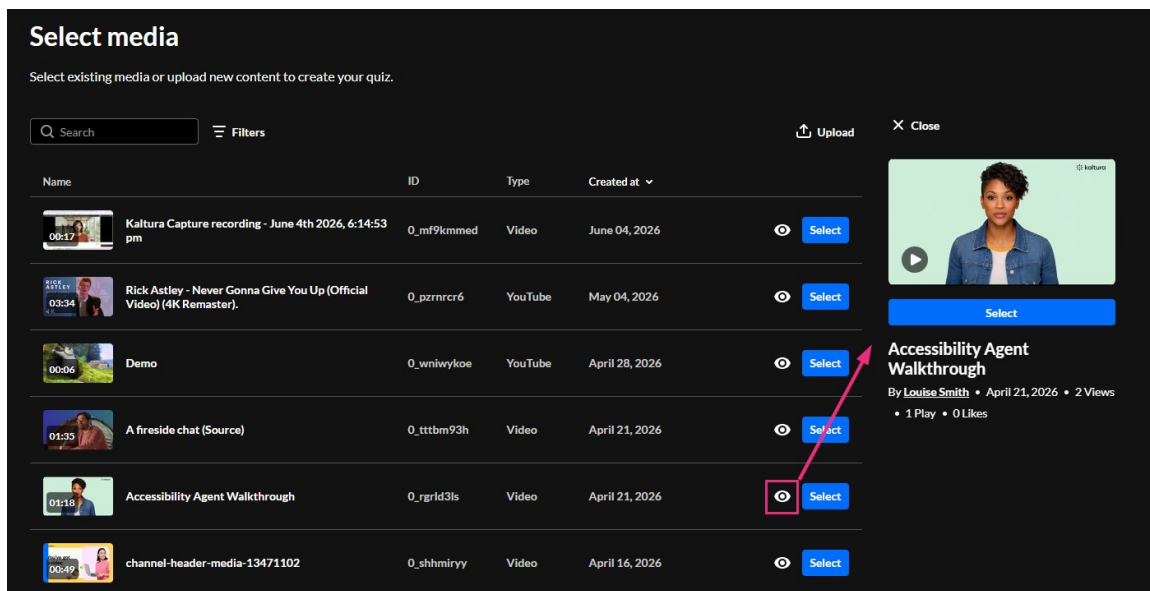 Select media
Select existing media or upload new content to create your quiz.
Search
Filters
Upload
Close
Name ID Type Created at
00:17 Kaltura Capture recording - June 4th 2026, 6:14:53
pm
0_mf9kmmed Video June 04, 2026 Select
RICK
ASTLEY
4K
03:34 Rick Astley - Never Gonna Give You Up (Official
Video) (4K Remaster).
0_pzrnrcr6 YouTube May 04, 2026 Select
00:06 Demo 0_wniwykoe YouTube April 28, 2026 Select
01:35 A fireside chat (Source) 0_tttbm93h Video April 21, 2026 Select
01:18 Accessibility Agent Walkthrough 0_rgrld3ls Video April 21, 2026 Select
00:49 channel-header-media-13471102 0_shhmiryy Video April 16, 2026 Select
kaltura
Select
Accessibility Agent
Walkthrough
By Louise Smith • April 21, 2026 • 2 Views
• 1 Play • 0 Likes